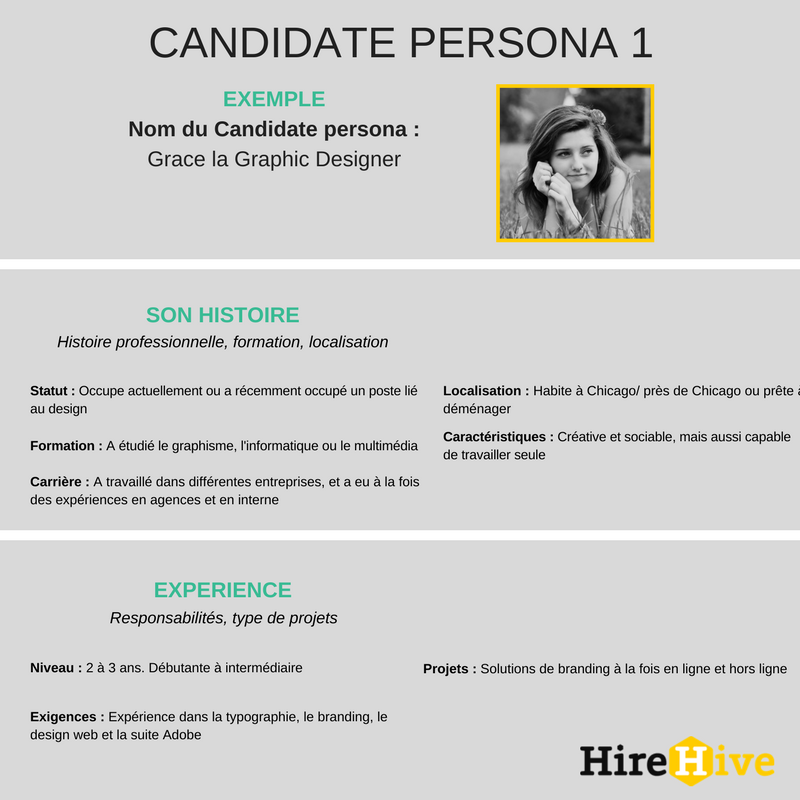 CANDIDATE PERSONA 1
EXEMPLE
Nom du Candidate persona :
Grace la Graphic Designer
SON HISTOIRE
Histoire professionnelle, formation, localisation
Statut : Occupe actuellement ou a récemment occupé un poste lié
au design
Formation : A étudié le graphisme, l'informatique ou le multimédia
Carrière : A travaillé dans différentes entreprises, et a eu à la fois
des expériences en agences et en interne
Localisation : Habite à Chicago/ près de Chicago ou prête à
déménager
Caractéristiques : Créative et sociable, mais aussi capable
de travailler seule
EXPERIENCE
Responsabilités, type de projets
Niveau : 2 à 3 ans. Débutante à intermédiaire
Exigences : Expérience dans la typographie, le branding, le
design web et la suite Adobe
Projets : Solutions de branding à la fois en ligne et hors ligne
HireHive